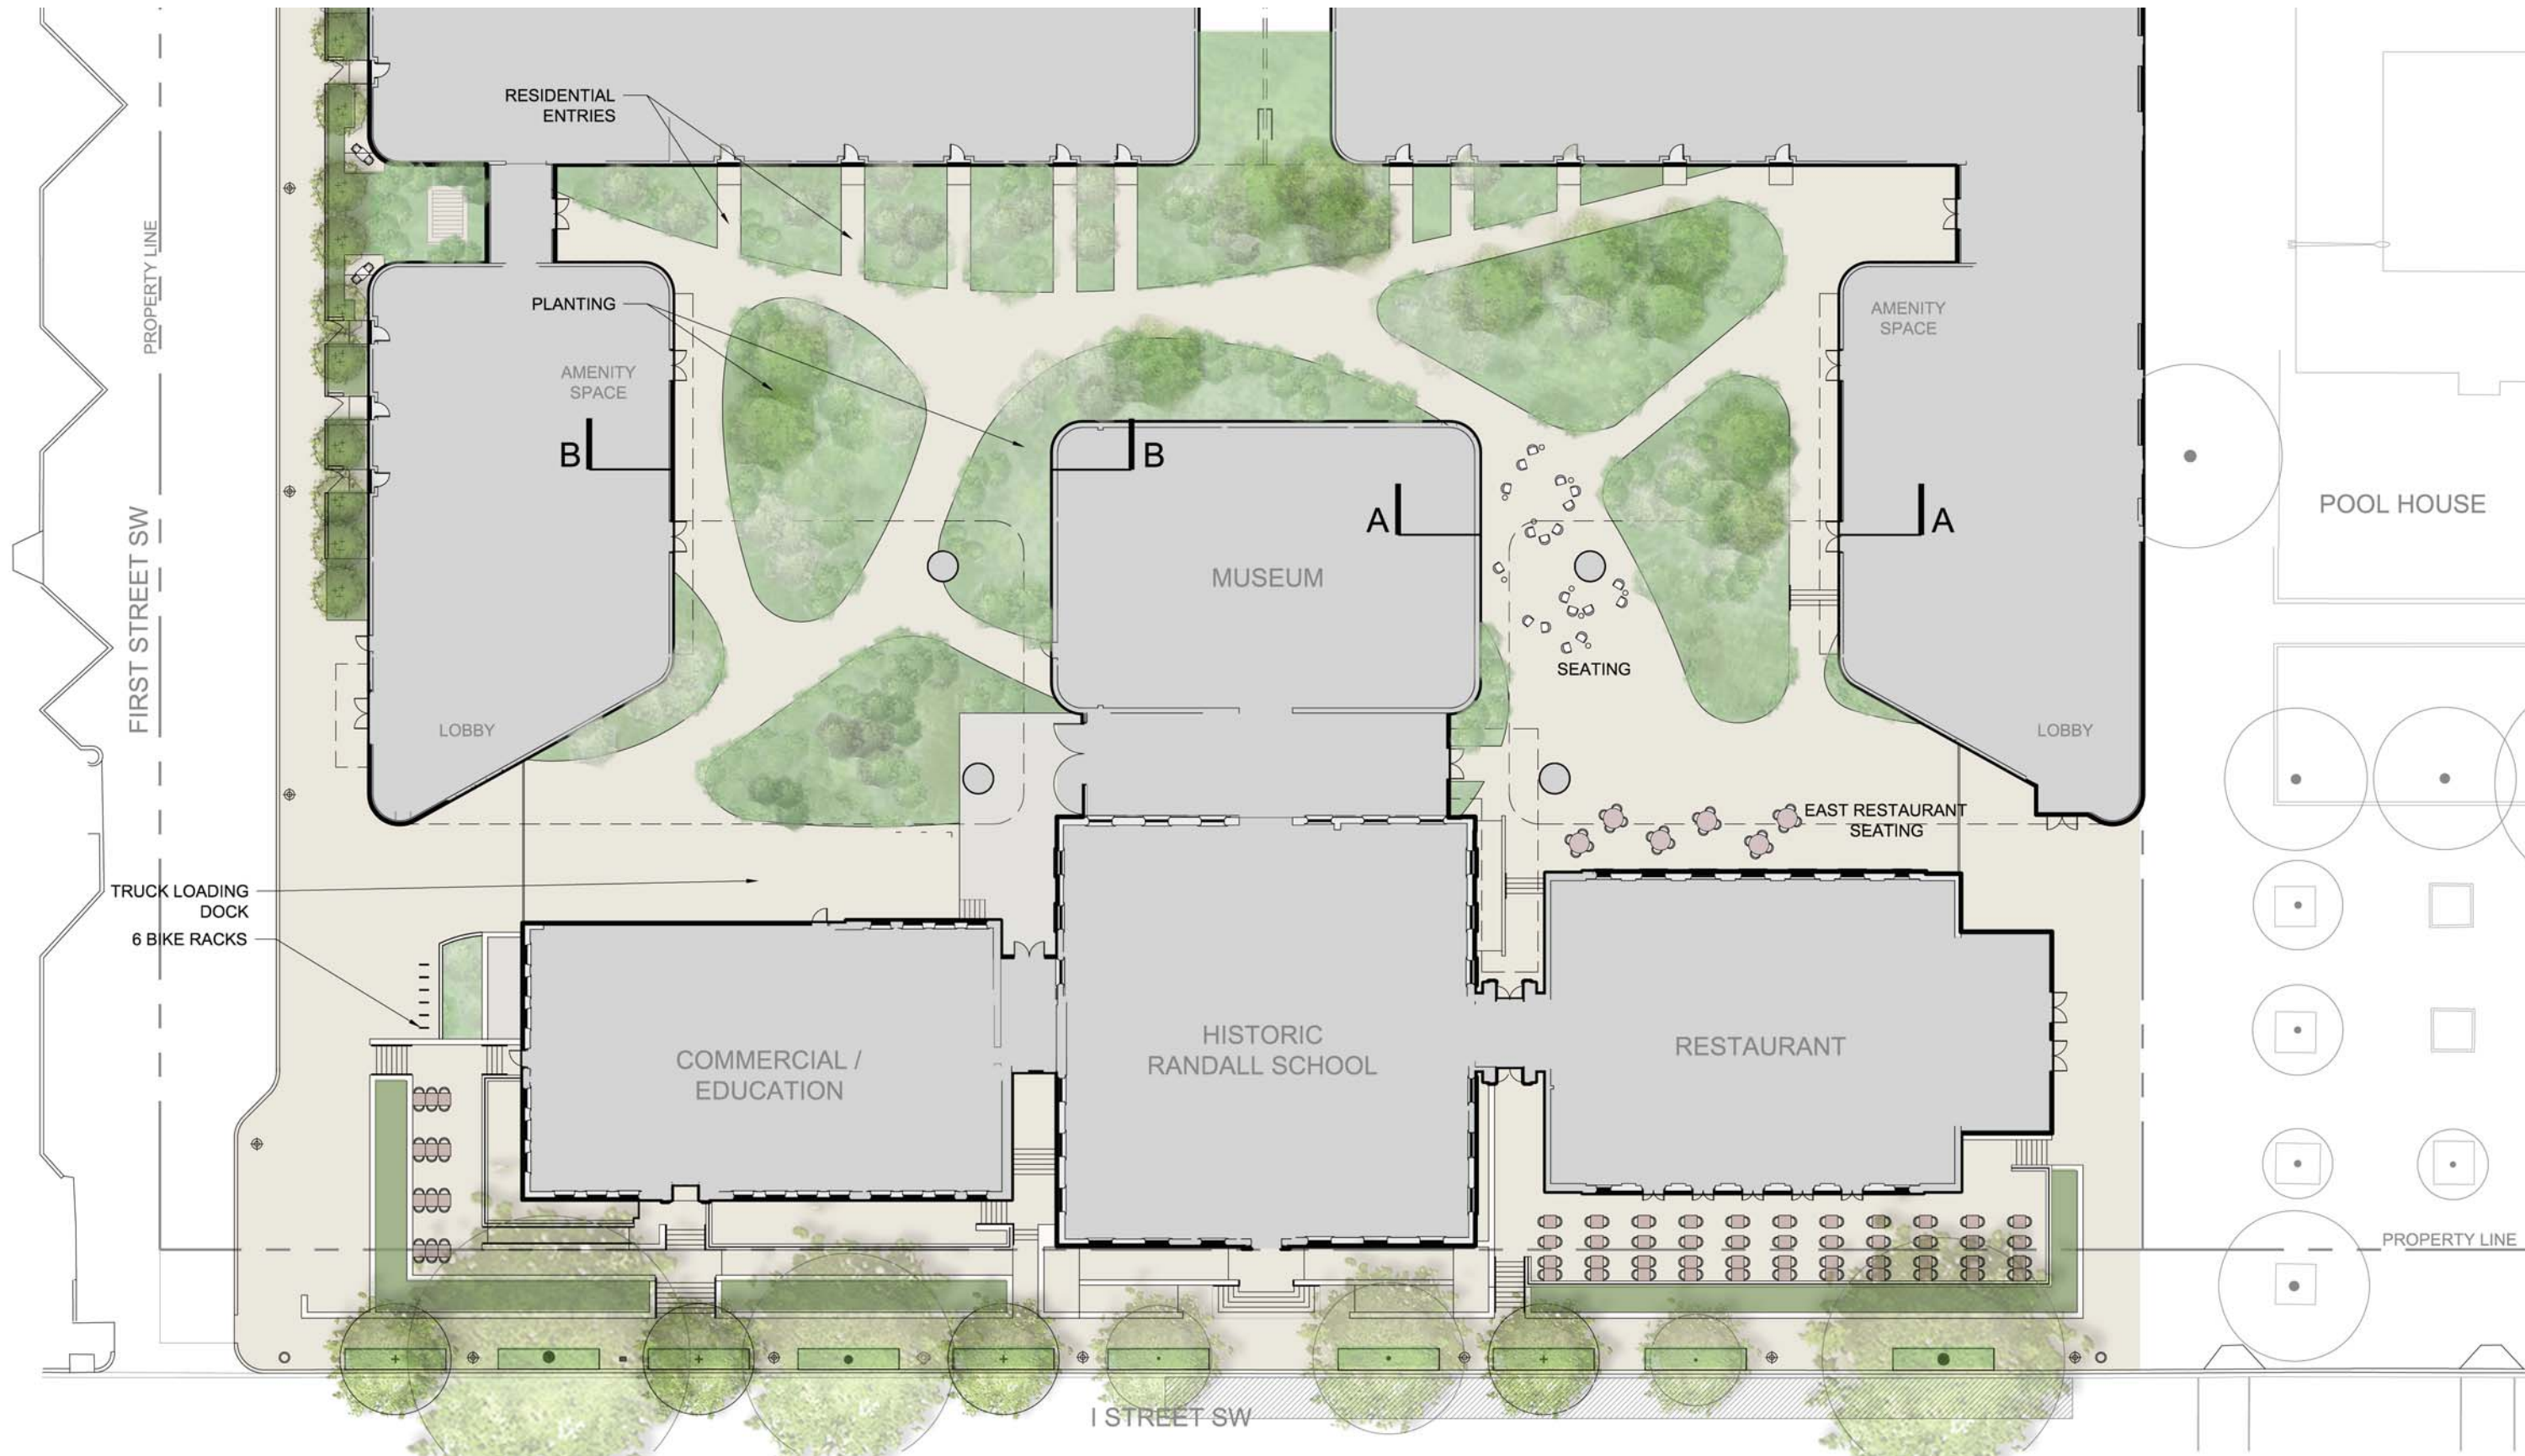 RESIDENTIAL
ENTRIES
PROPERTY LINE
PLANTING
AMENITY
SPACE
AMENITY
SPACE
B
B
A
A
POOL HOUSE
MUSEUM
FIRST STREET SW
SEATING
LOBBY
LOBBY
EAST RESTAURANT
SEATING
TRUCK LOADING
DOCK
6 BIKE RACKS
COMMERCIAL /
EDUCATION
HISTORIC
RANDALL SCHOOL
RESTAURANT
PROPERTY LINE
I STREET SW